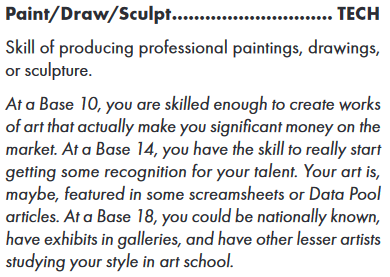 Paint/Draw/Sculpt............................. TECH
Skill of producing professional paintings, drawings,
or sculpture.
At a Base 10, you are skilled enough to create works
of art that actually make you significant money on the
market. At a Base 14, you have the skill to really start
getting some recognition for your talent. Your art is,
maybe, featured in some screamsheets or Data Pool
articles. At a Base 18, you could be nationally known,
have exhibits in galleries, and have other lesser artists
studying your style in art school.